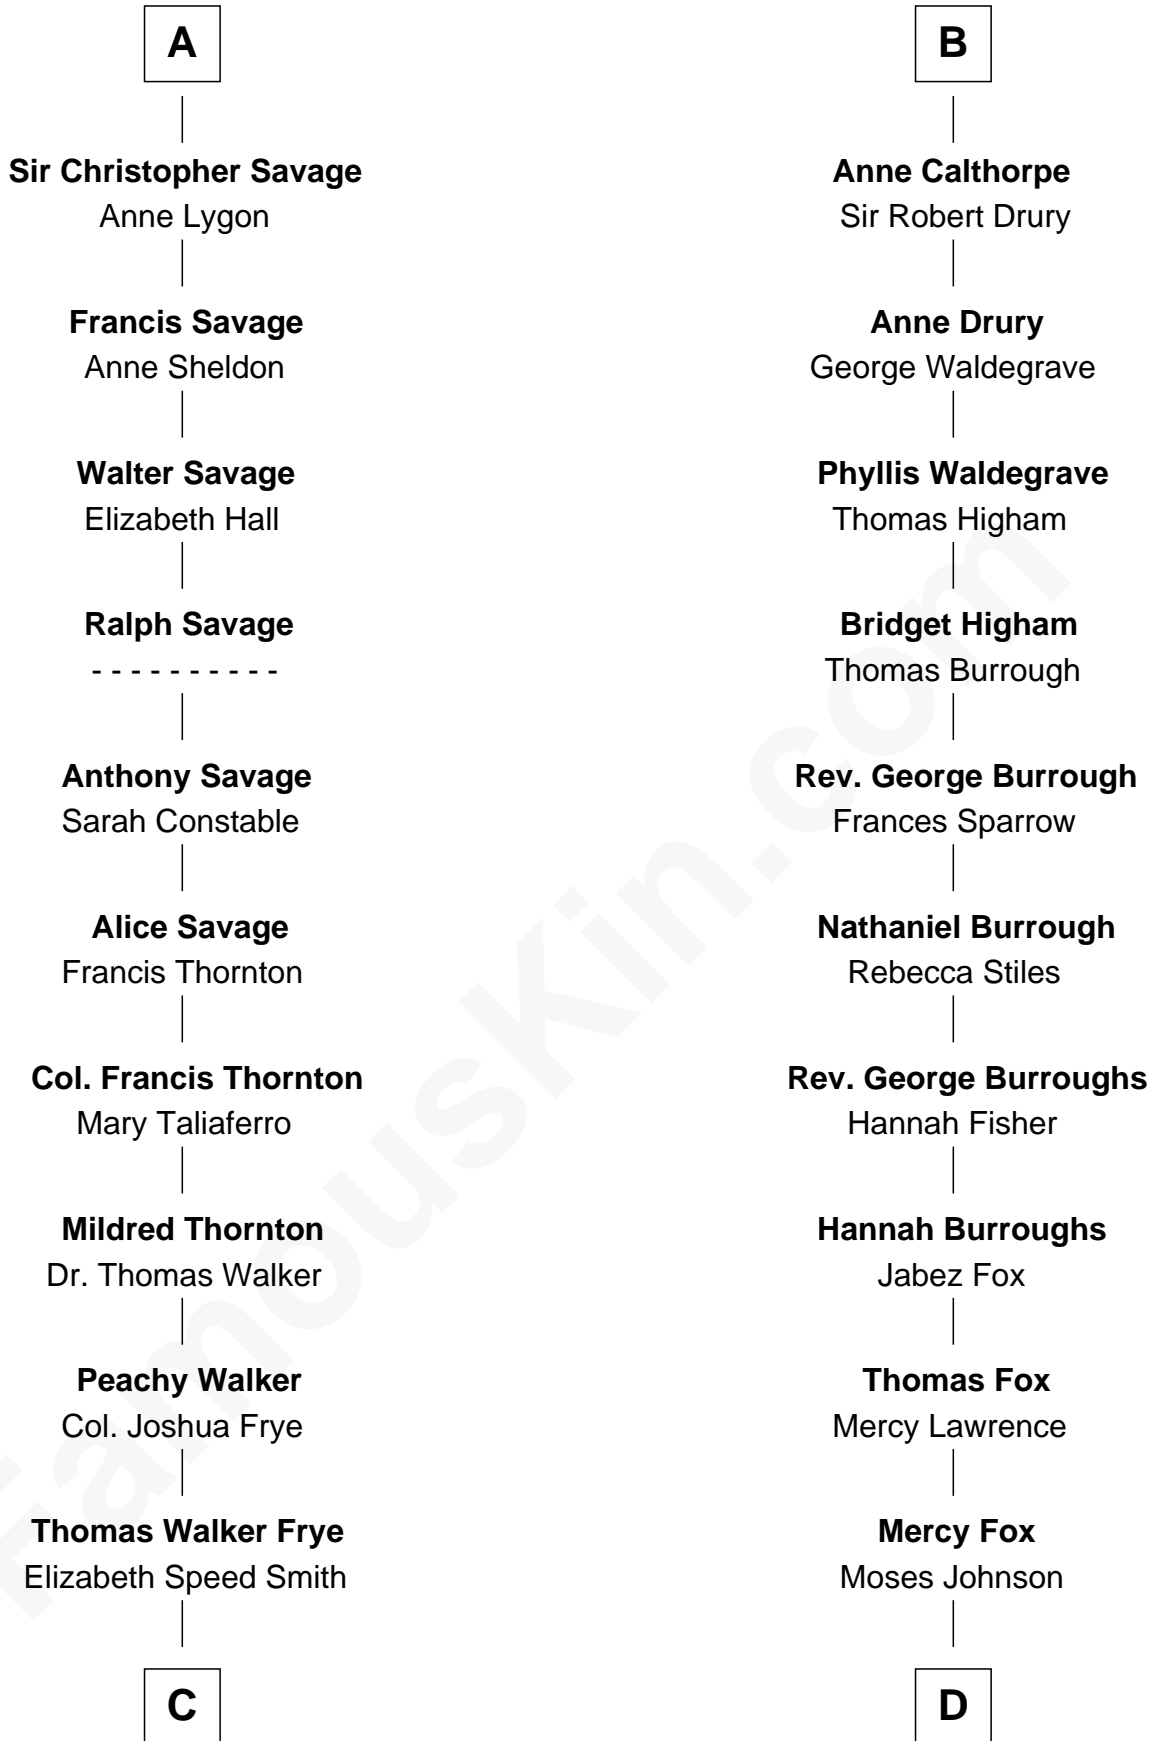 A
Sir Christopher Savage
Anne Lygon
Francis Savage
Anne Sheldon
Walter Savage
Elizabeth Hall
Ralph Savage
- - - - - - - - - -
Anthony Savage
Sarah Constable
Alice Savage
Francis Thornton
Col. Francis Thornton
Mary Taliaferro
Mildred Thornton
Dr. Thomas Walker
Peachy Walker
Col. Joshua Frye
Thomas Walker Frye
Elizabeth Speed Smith
C
B
Anne Calthorpe
Sir Robert Drury
Anne Drury
George Waldegrave
Phyllis Waldegrave
Thomas Higham
Bridget Higham
Thomas Burrough
Rev. George Burrough
Frances Sparrow
Nathaniel Burrough
Rebecca Stiles
Rev. George Burroughs
Hannah Fisher
Hannah Burroughs
Jabez Fox
Thomas Fox
Mercy Lawrence
Mercy Fox
Moses Johnson
D
FamousKin.com